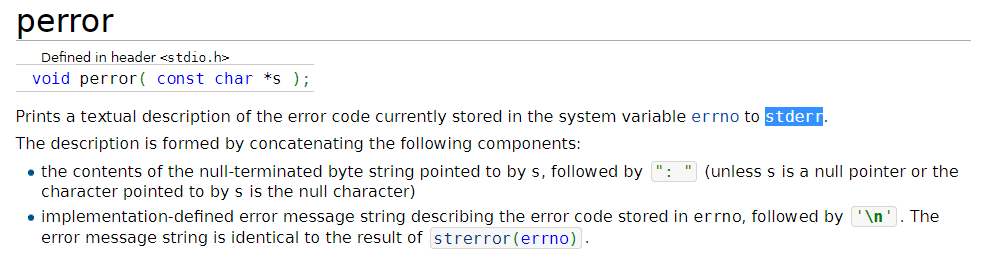 perror
Defined in header <stdio.h>
void perror( const char *s );
Prints a textual description of the error code currently stored in the system variable errno to stderr.
The description is formed by concatenating the following components:
• the contents of the null-terminated byte string pointed to by s, followed by ": " (unless s is a null pointer or the
character pointed to by s is the null character)
• implementation-defined error message string describing the error code stored in errno, followed by '\n'. The
error message string is identical to the result of strerror(errno).